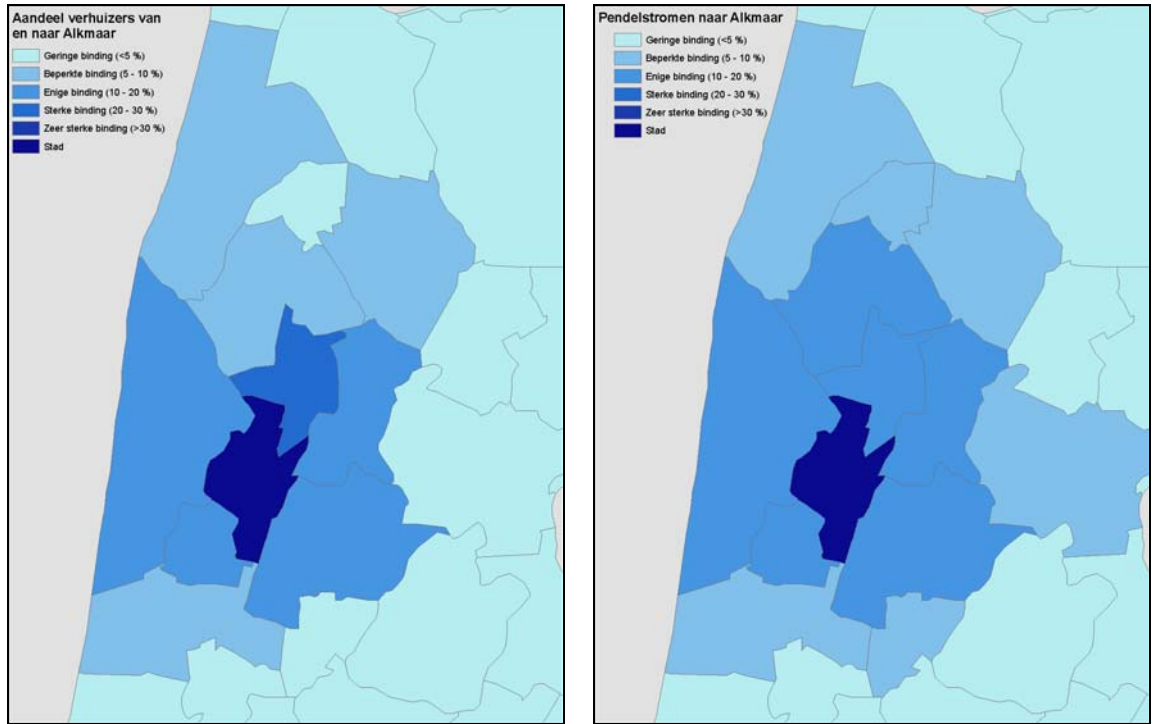 Aandeel verhuizers van
en naar Alkmaar
Geringe binding (<5 %)
Beperkte binding (5 - 10 %)
Enige binding (10 - 20 %)
Sterke binding (20 - 30 %)
Zeer sterke binding (>30 %)
Stad
Pendelstromen naar Alkmaar
Geringe binding (<5 %)
Beperkte binding (5 - 10 %)
Enige binding (10 - 20 %)
Sterke binding (20 - 30 %)
Zeer sterke binding (>30 %)
Stad